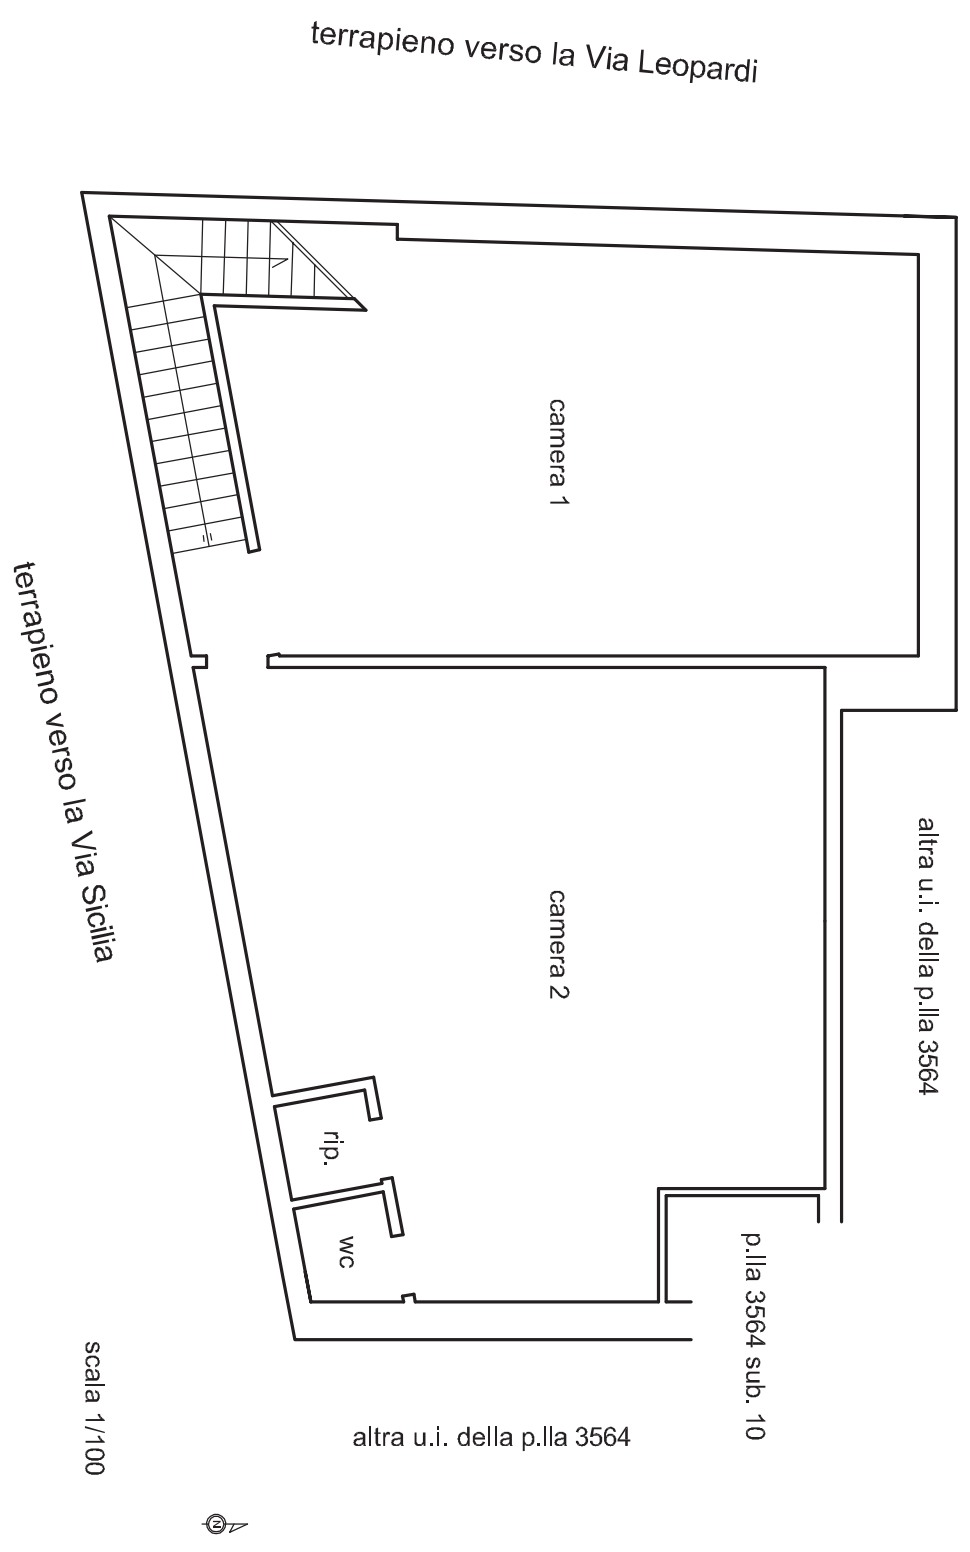 terrapieno verso la Via Leopardi
camera 1
terrapieno verso la Via Sicilia
altra u.i. della p.lla 3564
camera 2
rip.
wc
p.lla 3564 sub. 10
scala 1/100
altra u.i. della p.lla 3564
N